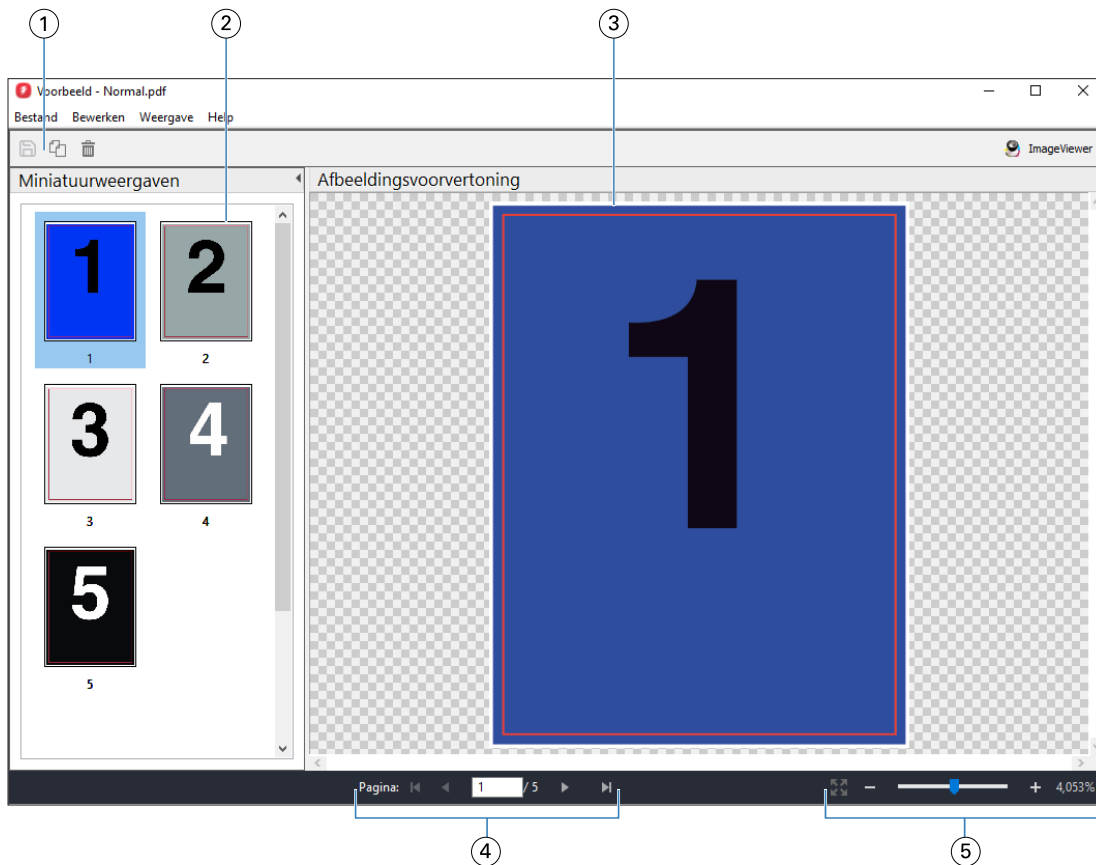 1 2 3
Voorbeeld - Normal.pdf
Bestand Bewerken Weergave Help
ImageViewer
Miniatuurweergaven
Afbeeldingsvoorvertoning
1 2
1 2
3 4
3 4
5
5
1
Pagina: 1 / 5
4,053%
4 5